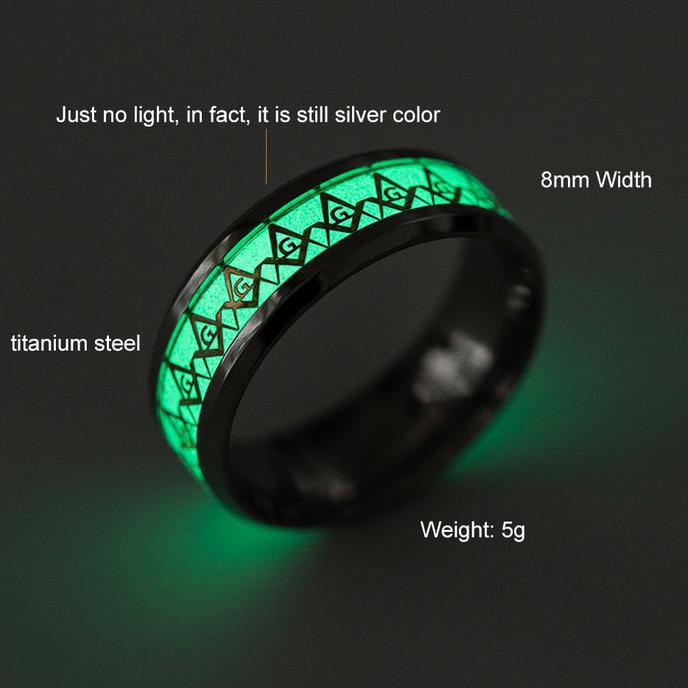 Just no light, in fact, it is still silver color
8mm Width
titanium steel
Weight: 5g
G G G G G G G